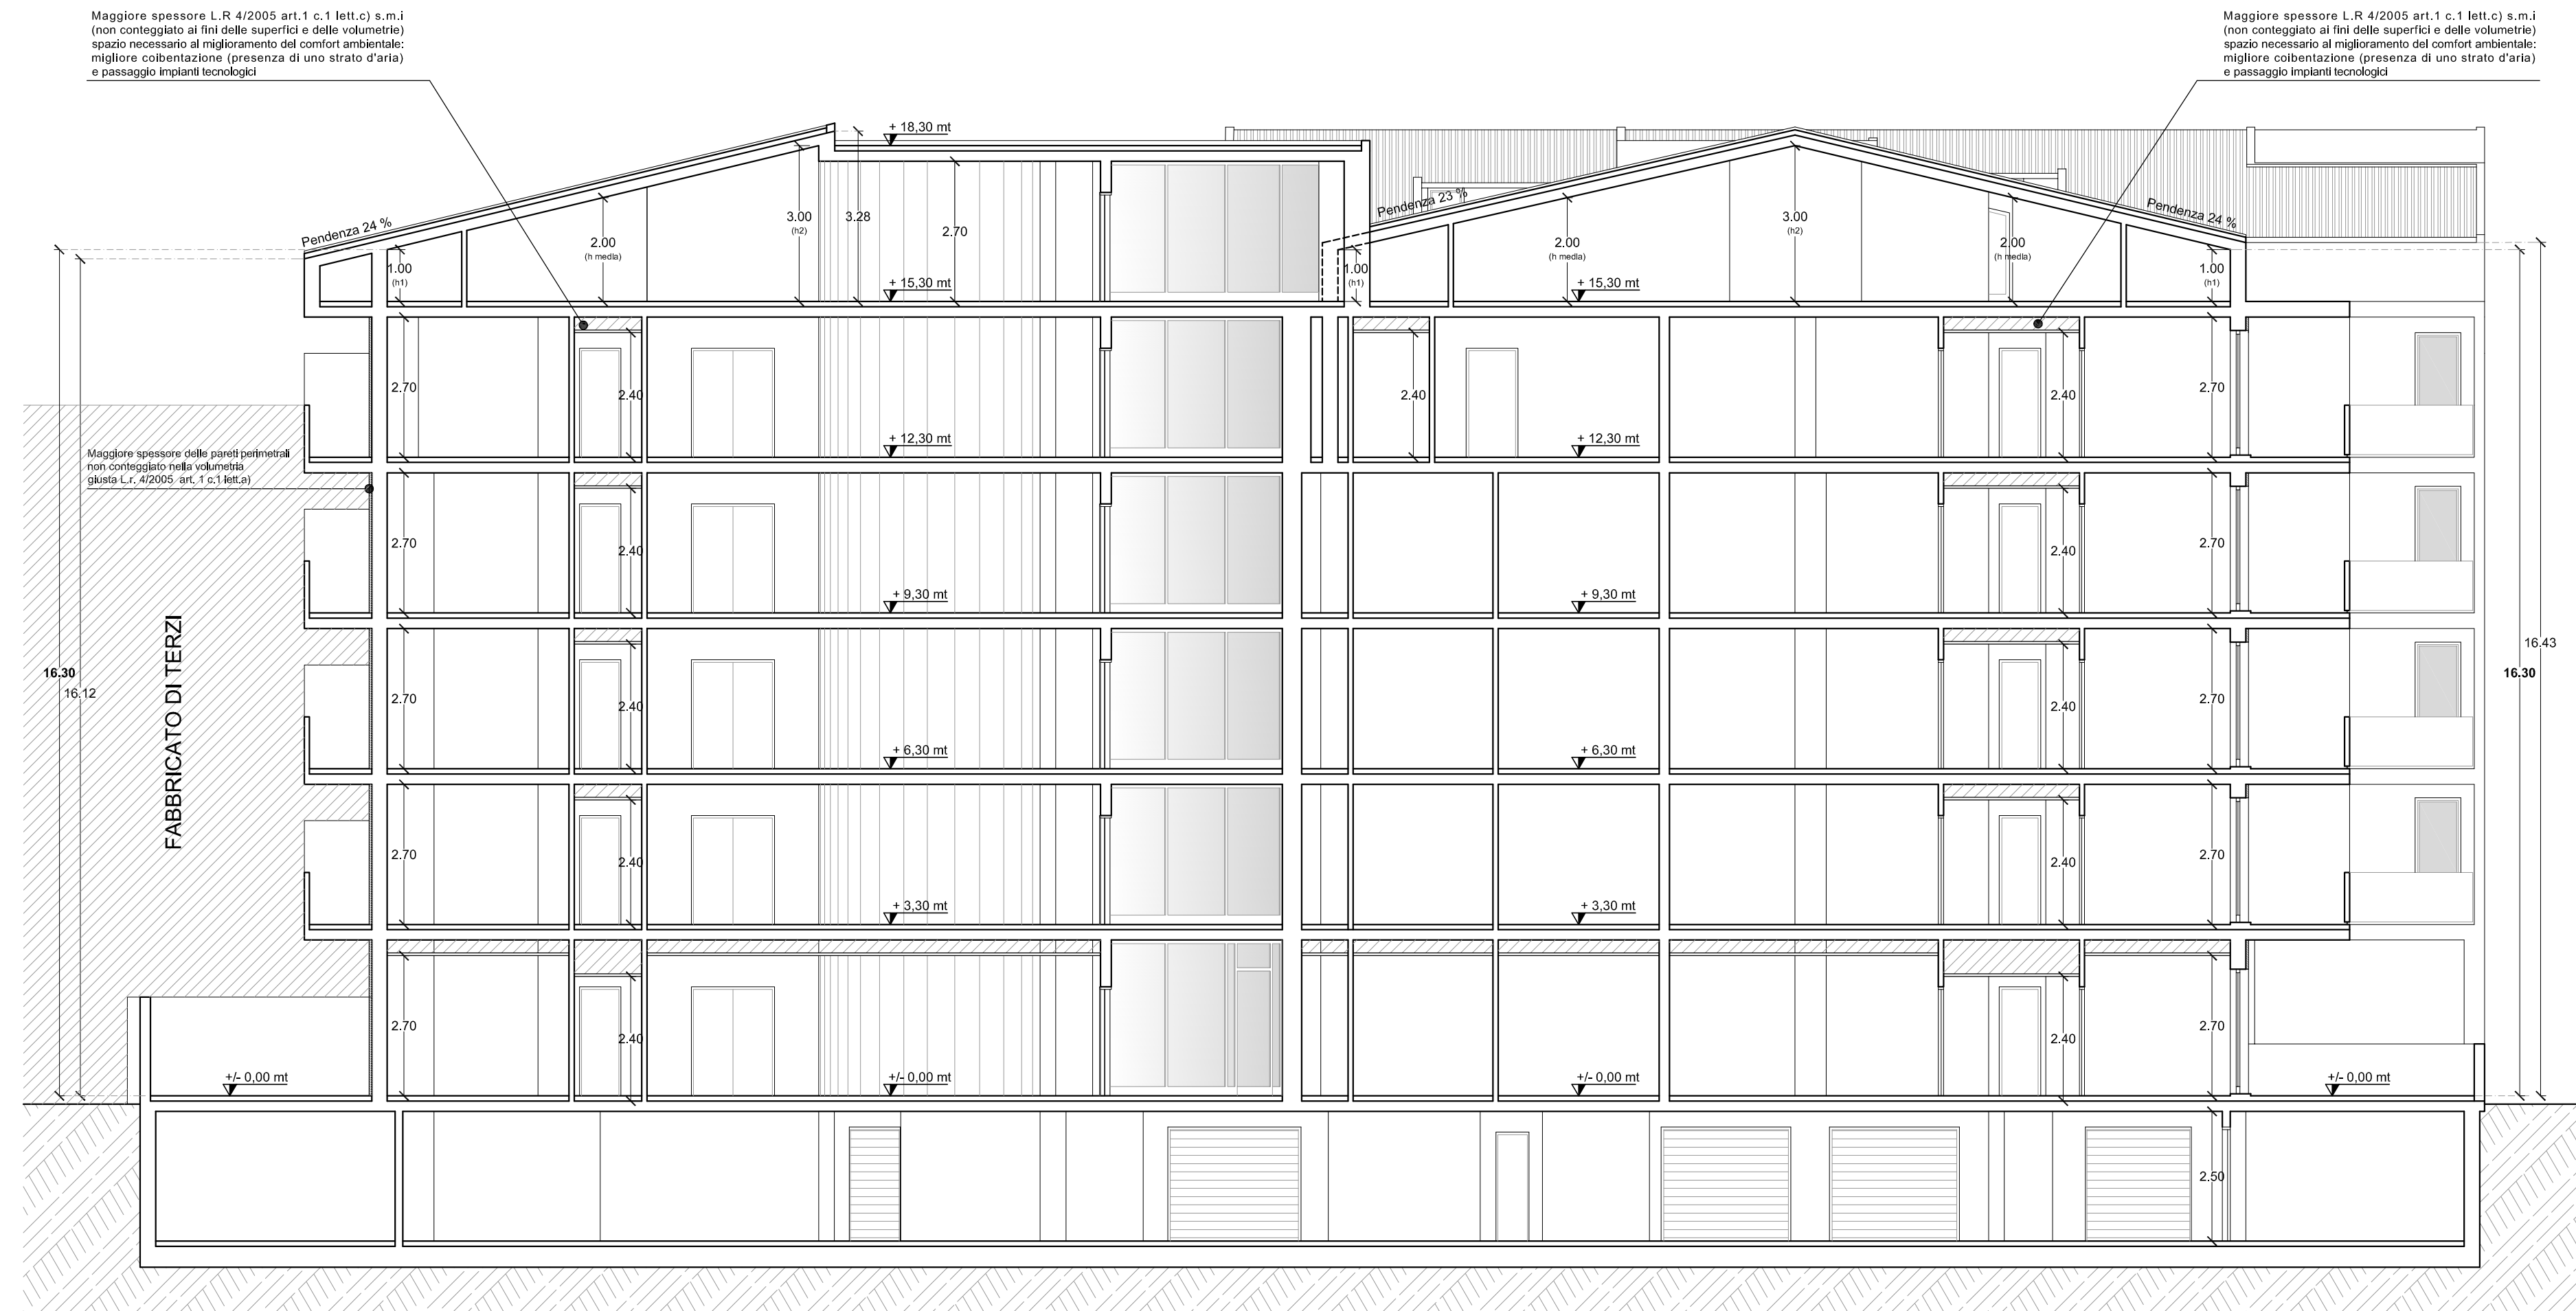 Maggiore spessore L.R 4/2005 art.1 c.1 lett.c) s.m.i
(non conteggiato ai fini delle superfici e delle volumetrie)
spazio necessario al miglioramento del comfort ambientale:
migliore coibentazione (presenza di uno strato d'aria)
e passaggio impianti tecnologici
Maggiore spessore L.R 4/2005 art.1 c.1 lett.c) s.m.i
(non conteggiato ai fini delle superfici e delle volumetrie)
spazio necessario al miglioramento del comfort ambientale:
migliore coibentazione (presenza di uno strato d'aria)
e passaggio impianti tecnologici
+ 18,30 mt
Pendenza 24 %
Pendenza 23 %
Pendenza 24 %
1.00
(h1)
2.00
(h media)
3.00
(h2)
3.28
2.70
+ 15,30 mt
1.00
(h1)
2.00
(h media)
+ 15,30 mt
3.00
(h2)
2.00
(h media)
1.00
(h1)
2.70
2.40
+ 12,30 mt
2.40
+ 12,30 mt
2.40
2.70
Maggiore spessore delle pareti perimetrali
non conteggiato nella volumetria
giusta L.r. 4/2005 art. 1 c.1 lett.a)
2.70
2.40
+ 9,30 mt
+ 9,30 mt
2.40
2.70
FABBRICATO DI TERZI
16.30
16.12
2.70
2.40
+ 6,30 mt
+ 6,30 mt
2.40
2.70
16.43
16.30
2.70
2.40
+ 3,30 mt
+ 3,30 mt
2.40
2.70
+/- 0,00 mt
2.70
2.40
+/- 0,00 mt
+/- 0,00 mt
2.40
2.70
+/- 0,00 mt
2.50